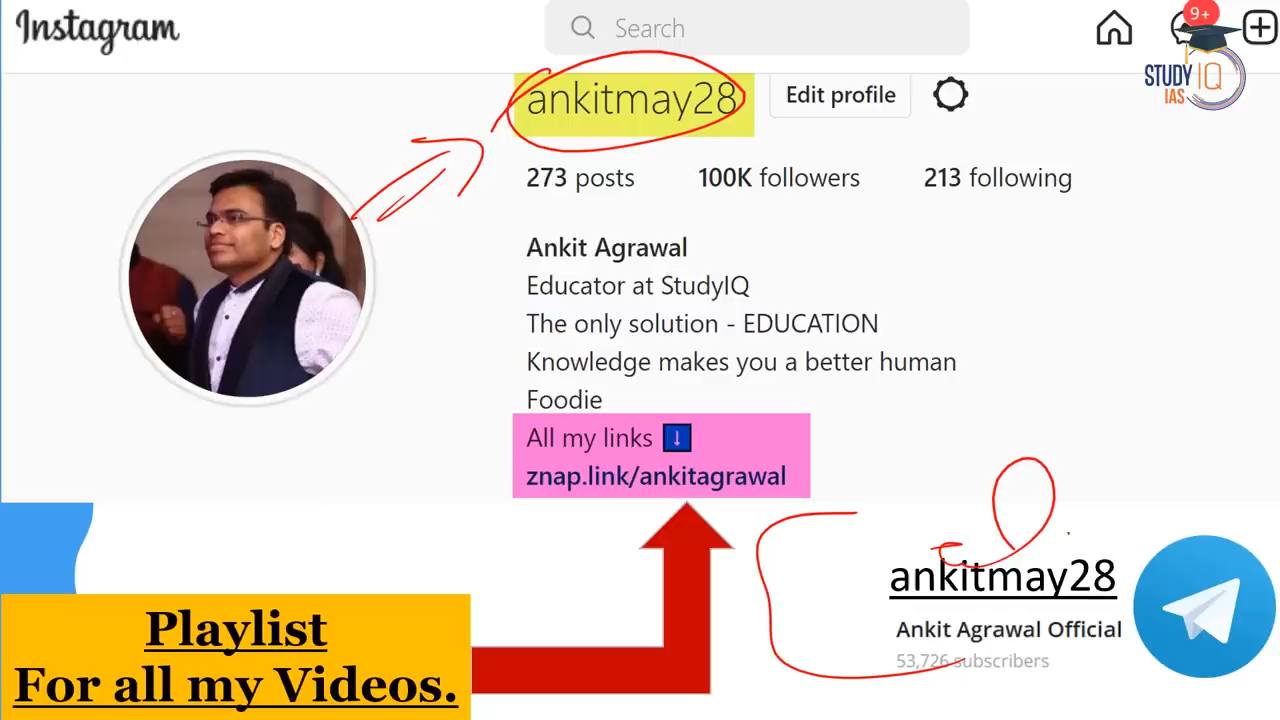 Instagram
Search
9+
STUDY IQ
IAS
ankitmay28
Edit profile
273 posts 100K followers 213 following
Ankit Agrawal
Educator at StudyIQ
The only solution - EDUCATION
Knowledge makes you a better human
Foodie
All my links ↓
znap.link/ankitagrawal
ankitmay28
Ankit Agrawal Official
53,726 subscribers
Playlist
For all my Videos.